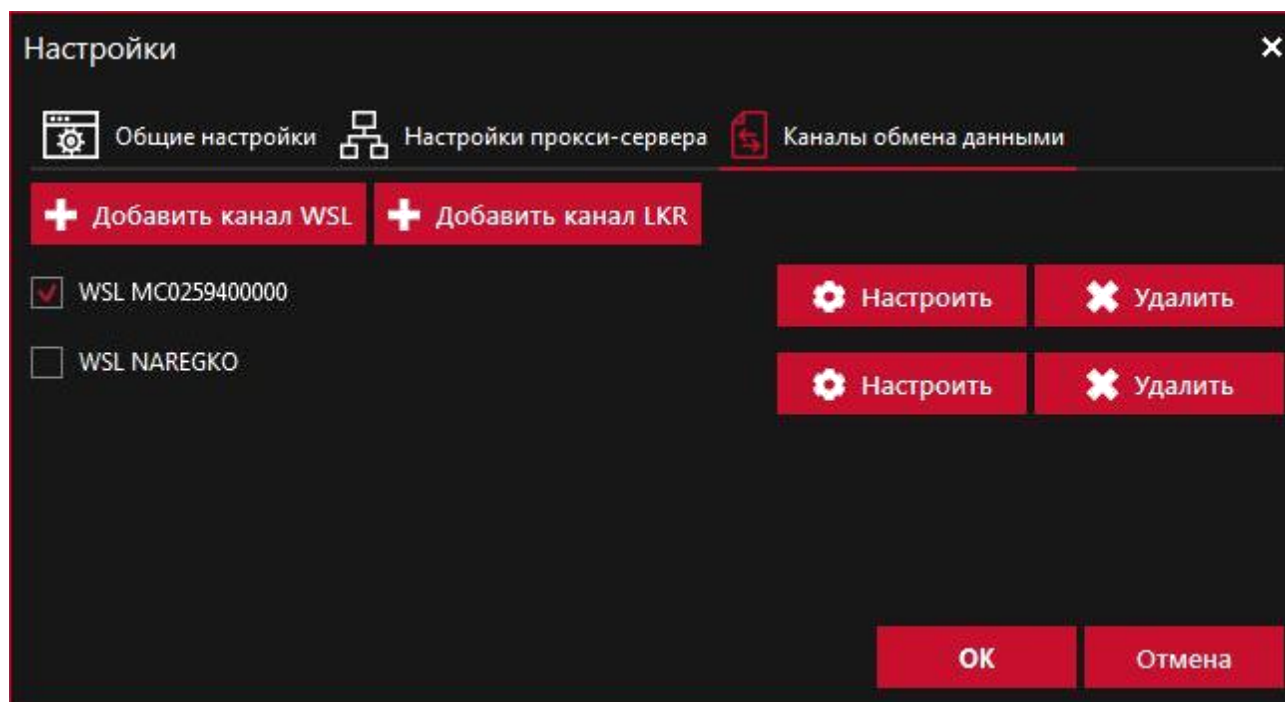 Настройки
Общие настройки Настройки прокси-сервера Каналы обмена данными
Добавить канал WSL Добавить канал LKR
WSL MC0259400000 Настроить Удалить
WSL NAREGKO Настроить Удалить
ОК Отмена